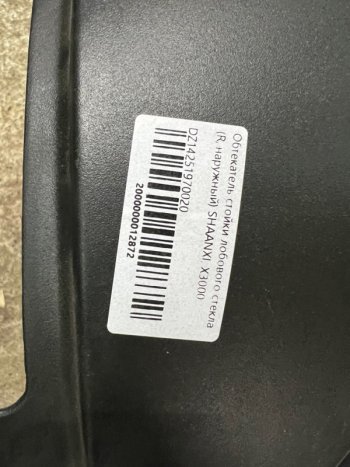 Обтекатель стойки лобового стекла
(R. наружный) SHAANXI X3000
DZ14251970020
2000000012872